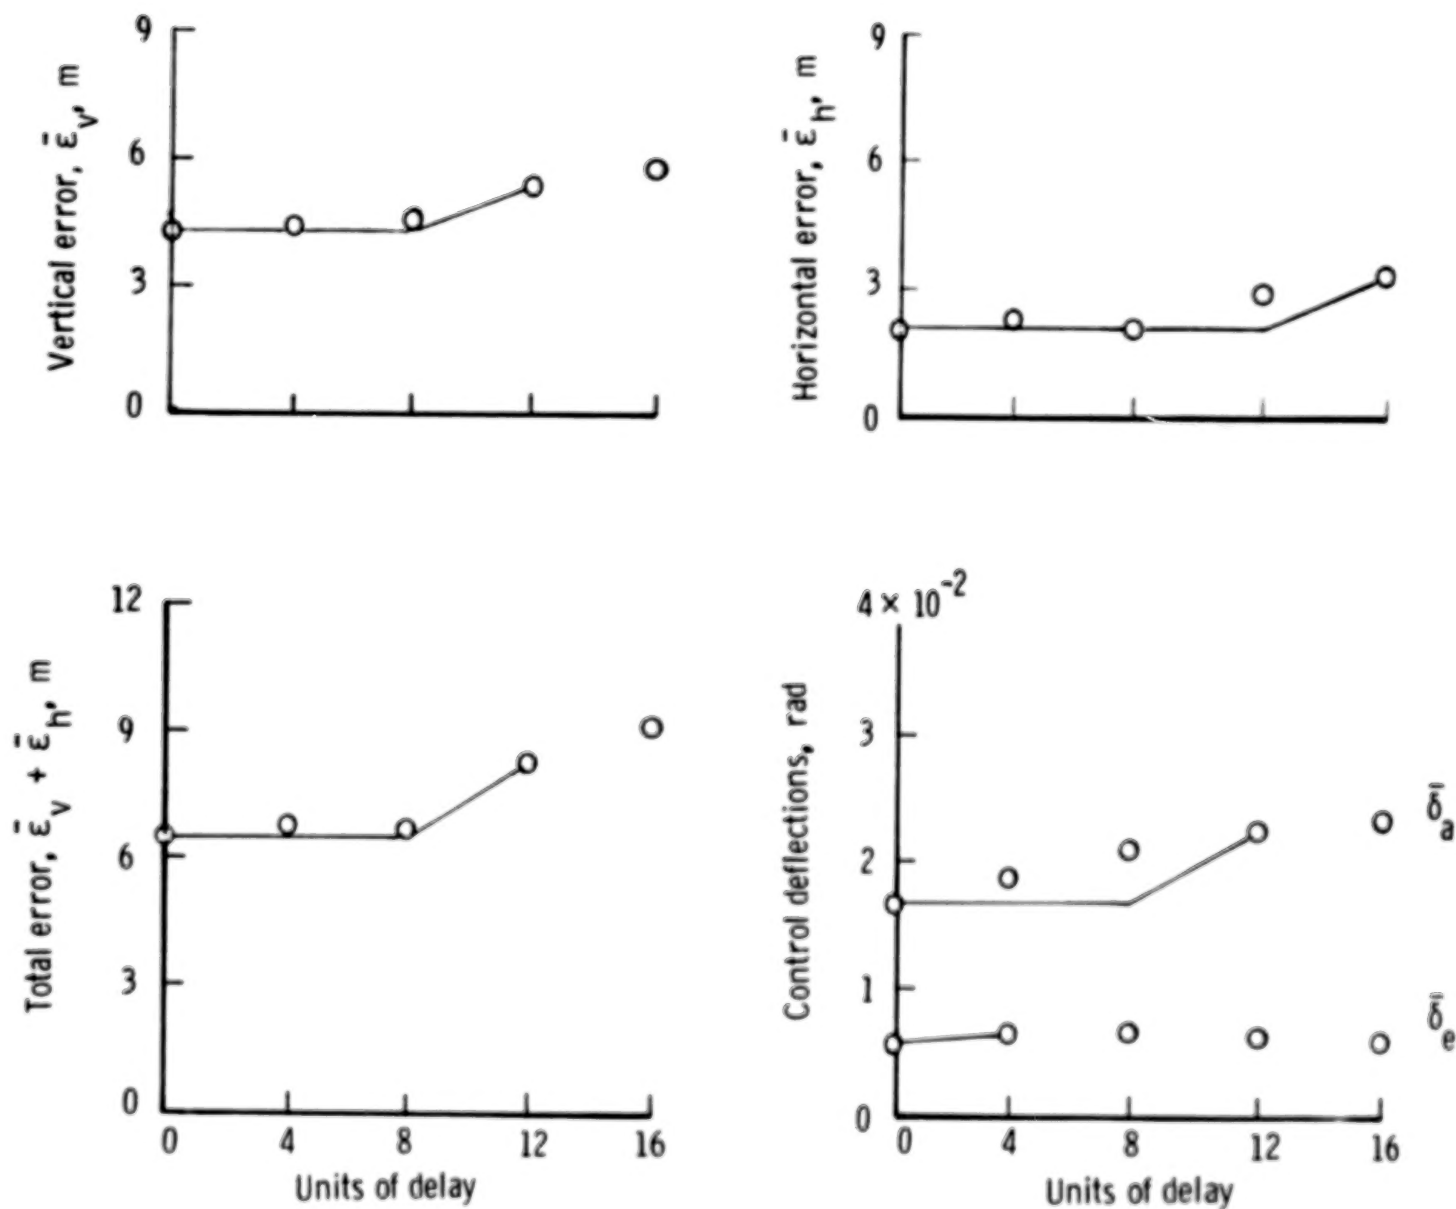 9
6
3
0
Vertical error, ε̄v, m
9
6
3
0
Horizontal error, ε̄h, m
12
9
6
3
0
Total error, ε̄v + ε̄h, m
0 4 8 12 16
Units of delay
4 × 10⁻²
3
2
1
0
Control deflections, rad
δ̄a
δ̄e
0 4 8 12 16
Units of delay